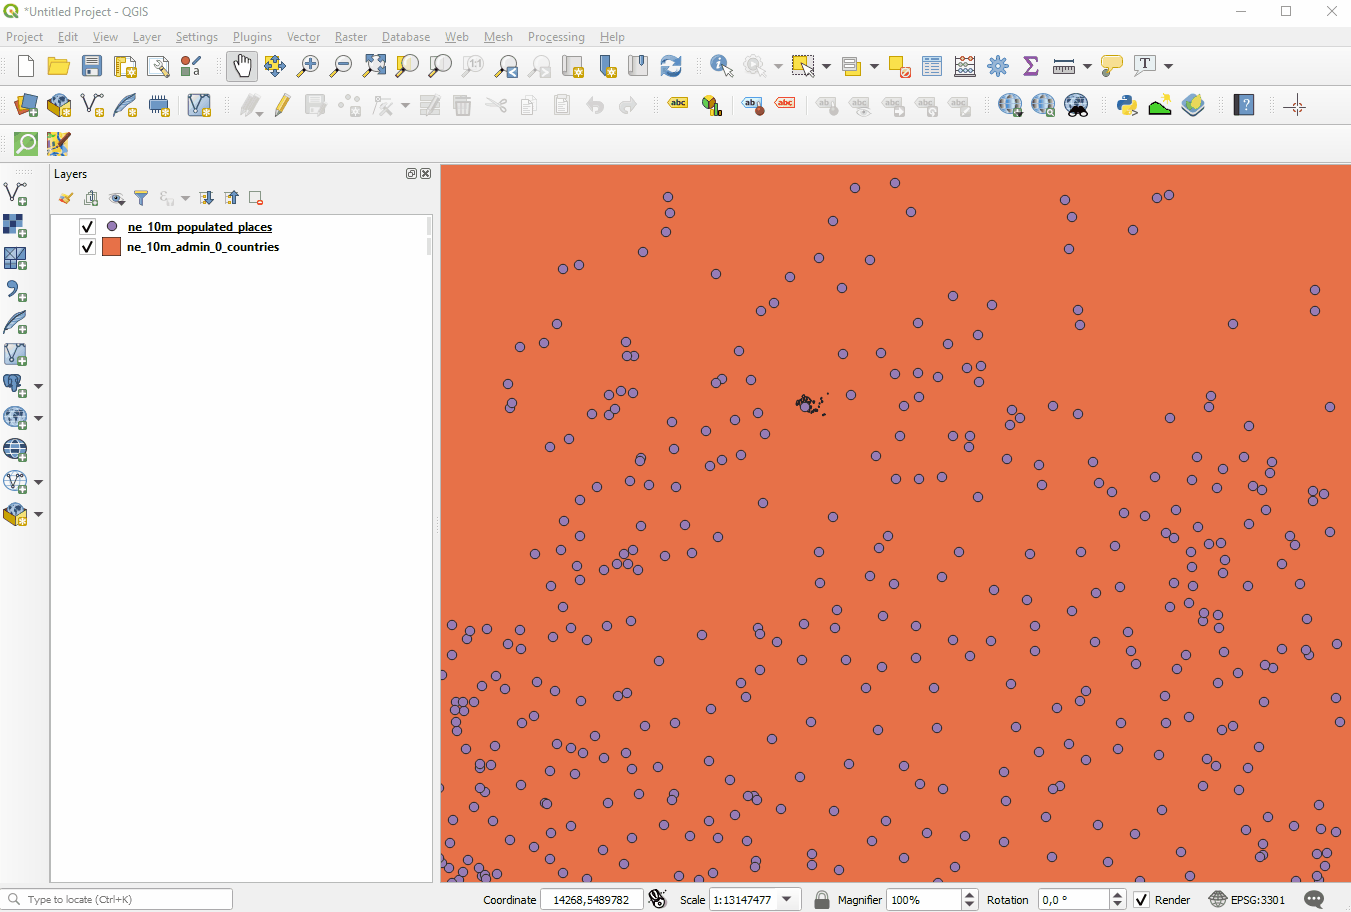 *Untitled Project - QGIS
Project Edit View Layer Settings Plugins Vector Raster Database Web Mesh Processing Help
Layers
ne_10m_populated_places
ne_10m_admin_0_countries
Type to locate (Ctrl+K) Coordinate 14268,5489782 Scale 1:13147477 Magnifier 100% Rotation 0,0 ° Render EPSG:3301